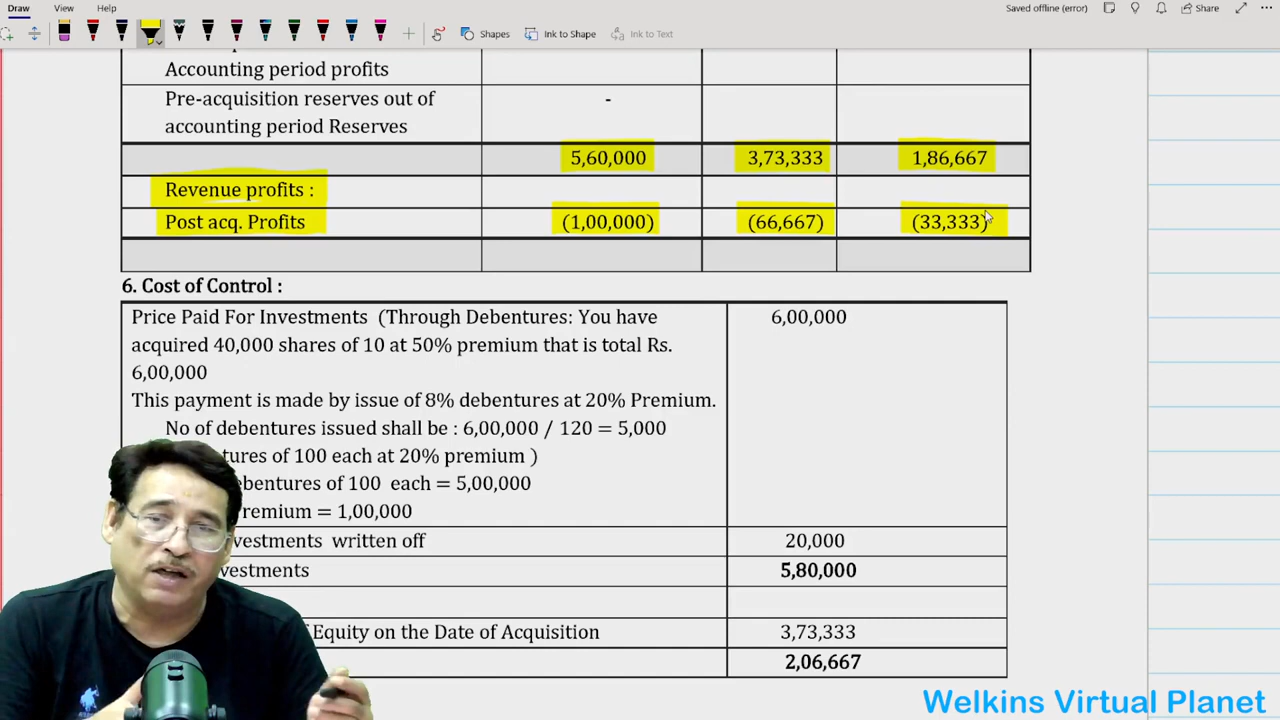 Draw View Help Saved offline (error) Share
Shapes Ink to Shape Ink to Text
Accounting period profits
Pre-acquisition reserves out of -
accounting period Reserves
5,60,000 3,73,333 1,86,667
Revenue profits :
Post acq. Profits (1,00,000) (66,667) (33,333)
6. Cost of Control :
Price Paid For Investments (Through Debentures: You have 6,00,000
acquired 40,000 shares of 10 at 50% premium that is total Rs.
6,00,000
This payment is made by issue of 8% debentures at 20% Premium.
No of debentures issued shall be : 6,00,000 / 120 = 5,000
of 100 each at 20% premium )
of 100 each = 5,00,000
= 1,00,000
written off 20,000
5,80,000
Equity on the Date of Acquisition 3,73,333
2,06,667
Welkins Virtual Planet